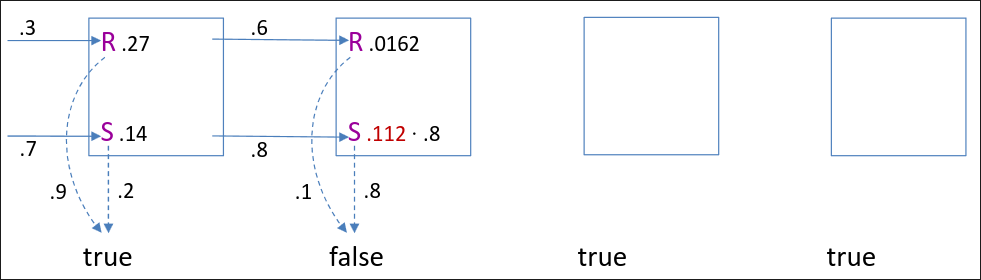 .3
R .27
.6
R .0162
S .14
S .112 · .8
.7
.8
.9
.2
.1
.8
true
false
true
true